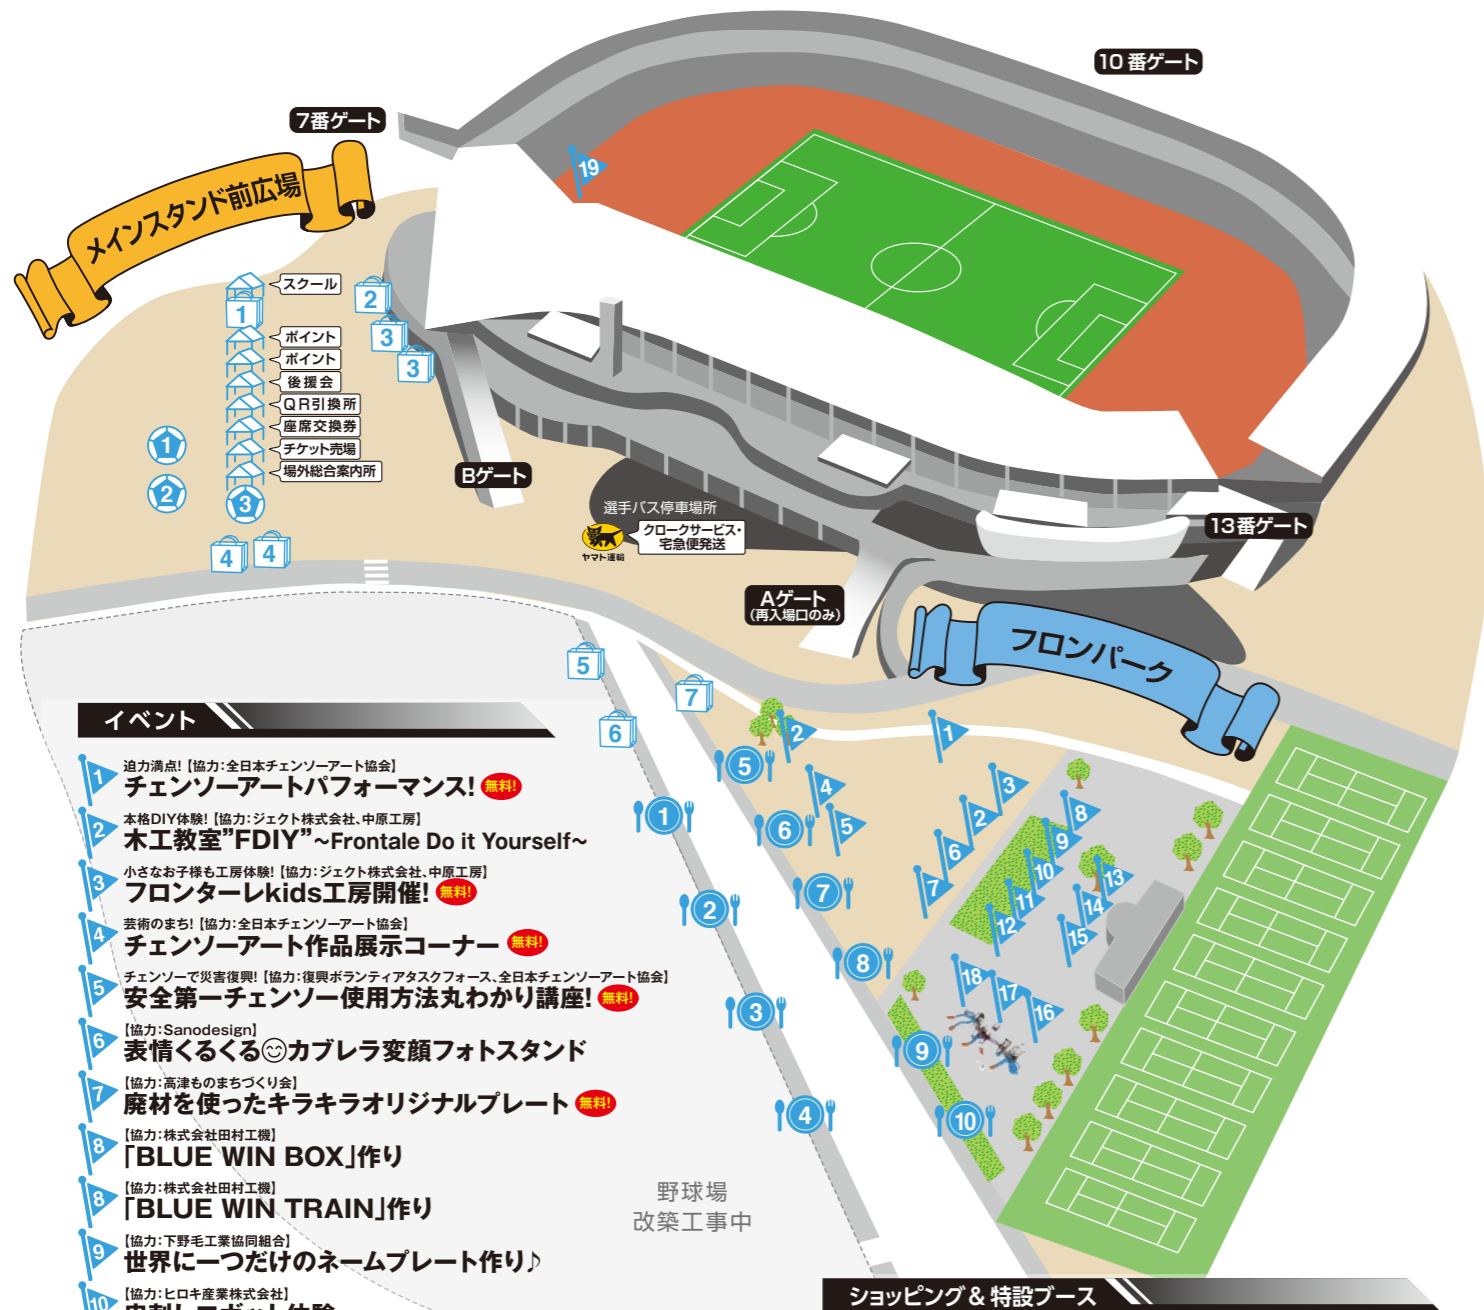 10番ゲート
7番ゲート
19
メインスタンド前広場
スクール
1
2
ポイント
3
ポイント
3
後援会
QR引換所
座席交換券
1
チケット売場
場外総合案内所
2
3
Bゲート
選手バス停車場所
クロークサービス・
宅急便発送
ヤマト運輸
13番ゲート
4
4
Aゲート
(再入場口のみ)
フロンパーク
5
7
6
2
1
5
4
3
8
1
6
5
2
9
6
10
13
7
7
11
14
2
12
15
8
18
17
16
3
9
4
10
野球場
改築工事中
イベント
1
迫力満点!【協力:全日本チェンソーアート協会】
チェンソーアートパフォーマンス! 無料!
2
本格DIY体験!【協力:ジェクト株式会社、中原工房】
木工教室”FDIY”~Frontale Do it Yourself~
3
小さなお子様も工房体験!【協力:ジェクト株式会社、中原工房】
フロンターレkids工房開催! 無料!
4
芸術のまち!【協力:全日本チェンソーアート協会】
チェンソーアート作品展示コーナー 無料!
5
チェンソーで災害復興!【協力:復興ボランティアタスクフォース、全日本チェンソーアート協会】
安全第一チェンソー使用方法丸わかり講座! 無料!
6
【協力:Sanodesign】
表情くるくる☺カブレラ変顔フォトスタンド
7
【協力:高津ものまちづくり会】
廃材を使ったキラキラオリジナルプレート 無料!
8
【協力:株式会社田村工機】
「BLUE WIN BOX」作り
8
【協力:株式会社田村工機】
「BLUE WIN TRAIN」作り
9
【協力:下野毛工業協同組合】
世界に一つだけのネームプレート作り♪
10
【協力:ヒロキ産業株式会社】
ショッピング&特設ブース